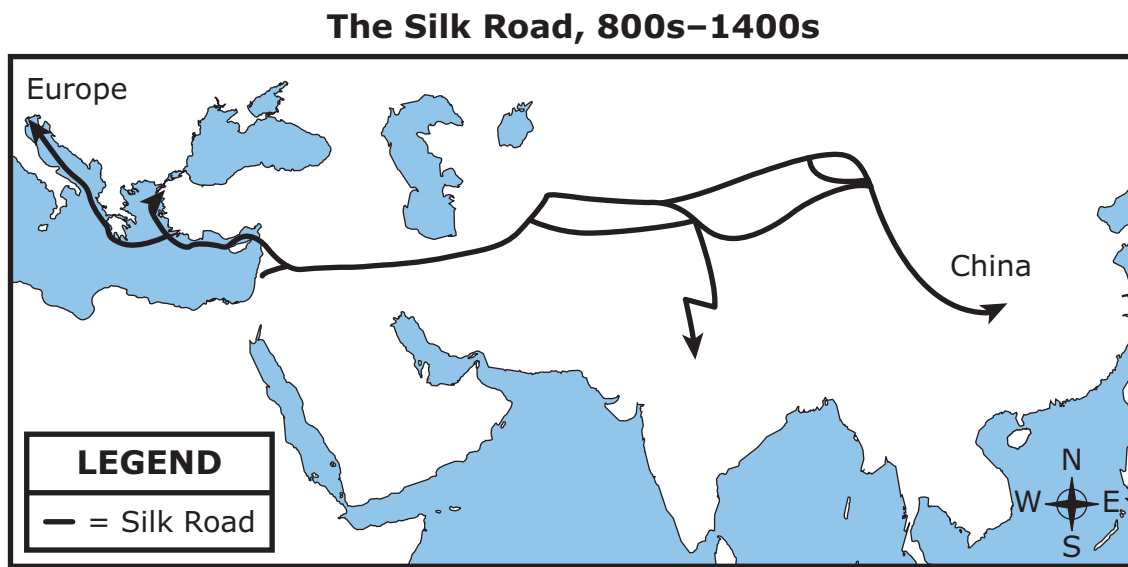 The Silk Road, 800s–1400s
Europe
China
LEGEND
= Silk Road
N
W E
S